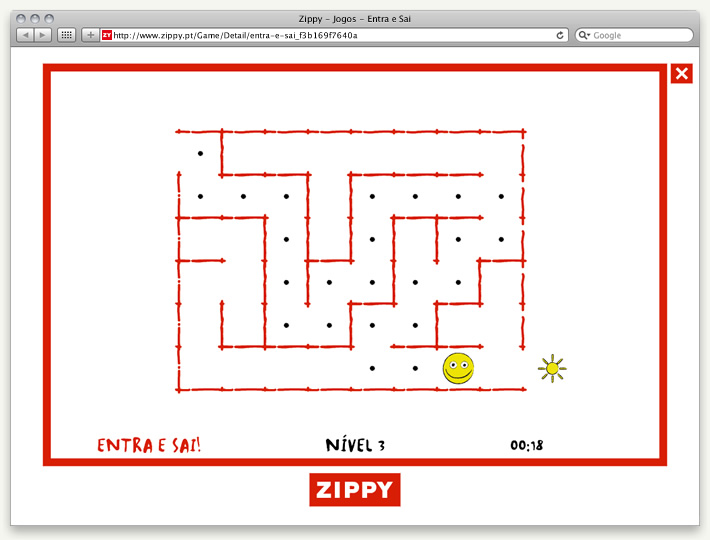 Zippy – Jogos – Entra e Sai
ZY http://www.zippy.pt/Game/Detail/entra-e-sai_f3b169f7640a
Google
ENTRA E SAI!
NÍVEL 3
00:18
ZIPPY